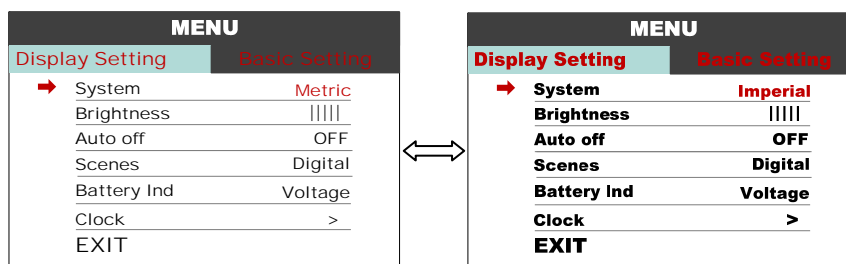 MENU
Display Setting Basic Setting
System Metric
Brightness |||||
Auto off OFF
Scenes Digital
Battery Ind Voltage
Clock >
EXIT
MENU
Display Setting Basic Setting
System Imperial
Brightness |||||
Auto off OFF
Scenes Digital
Battery Ind Voltage
Clock >
EXIT